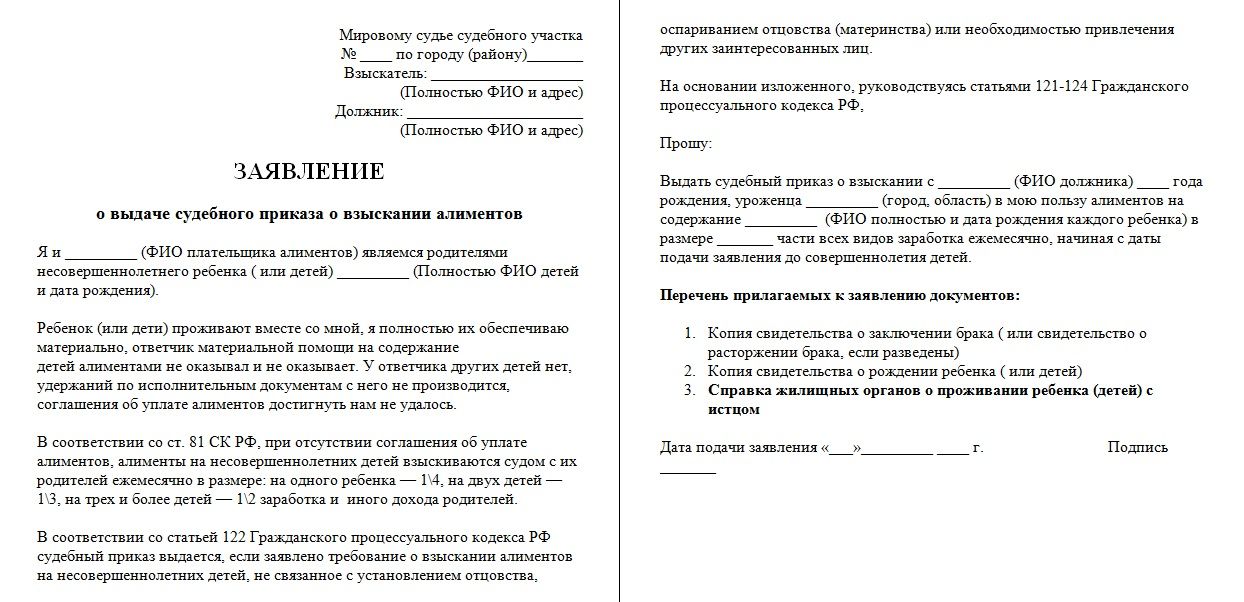 Мировому судье судебного участка
№ ____ по городу (району)_______
Взыскатель: ___________________
(Полностью ФИО и адрес)
Должник: ______________________
(Полностью ФИО и адрес)
ЗАЯВЛЕНИЕ
о выдаче судебного приказа о взыскании алиментов
Я и _________ (ФИО плательщика алиментов) являемся родителями
несовершеннолетнего ребенка ( или детей) _________ (Полностью ФИО детей
и дата рождения).
Ребенок (или дети) проживают вместе со мной, я полностью их обеспечиваю
материально, ответчик материальной помощи на содержание
детей алиментами не оказывал и не оказывает. У ответчика других детей нет,
удержаний по исполнительным документам с него не производится,
соглашения об уплате алиментов достигнуть нам не удалось.
В соответствии со ст. 81 СК РФ, при отсутствии соглашения об уплате
алиментов, алименты на несовершеннолетних детей взыскиваются судом с их
родителей ежемесячно в размере: на одного ребенка — 1\4, на двух детей —
1\3, на трех и более детей — 1\2 заработка и иного дохода родителей.
В соответствии со статьей 122 Гражданского процессуального кодекса РФ
судебный приказ выдается, если заявлено требование о взыскании алиментов
на несовершеннолетних детей, не связанное с установлением отцовства,
оспариванием отцовства (материнства) или необходимостью привлечения
других заинтересованных лиц.
На основании изложенного, руководствуясь статьями 121-124 Гражданского
процессуального кодекса РФ,
Прошу:
Выдать судебный приказ о взыскании с _________ (ФИО должника) ____ года
рождения, уроженца _________ (город, область) в мою пользу алиментов на
содержание _________ (ФИО полностью и дата рождения каждого ребенка) в
размере _______ части всех видов заработка ежемесячно, начиная с даты
подачи заявления до совершеннолетия детей.
Перечень прилагаемых к заявлению документов:
1. Копия свидетельства о заключении брака ( или свидетельство о
расторжении брака, если разведены)
2. Копия свидетельства о рождении ребенка ( или детей)
3. Справка жилищных органов о проживании ребенка (детей) с
истцом
Дата подачи заявления «___»_________ ____ г. Подпись
_______